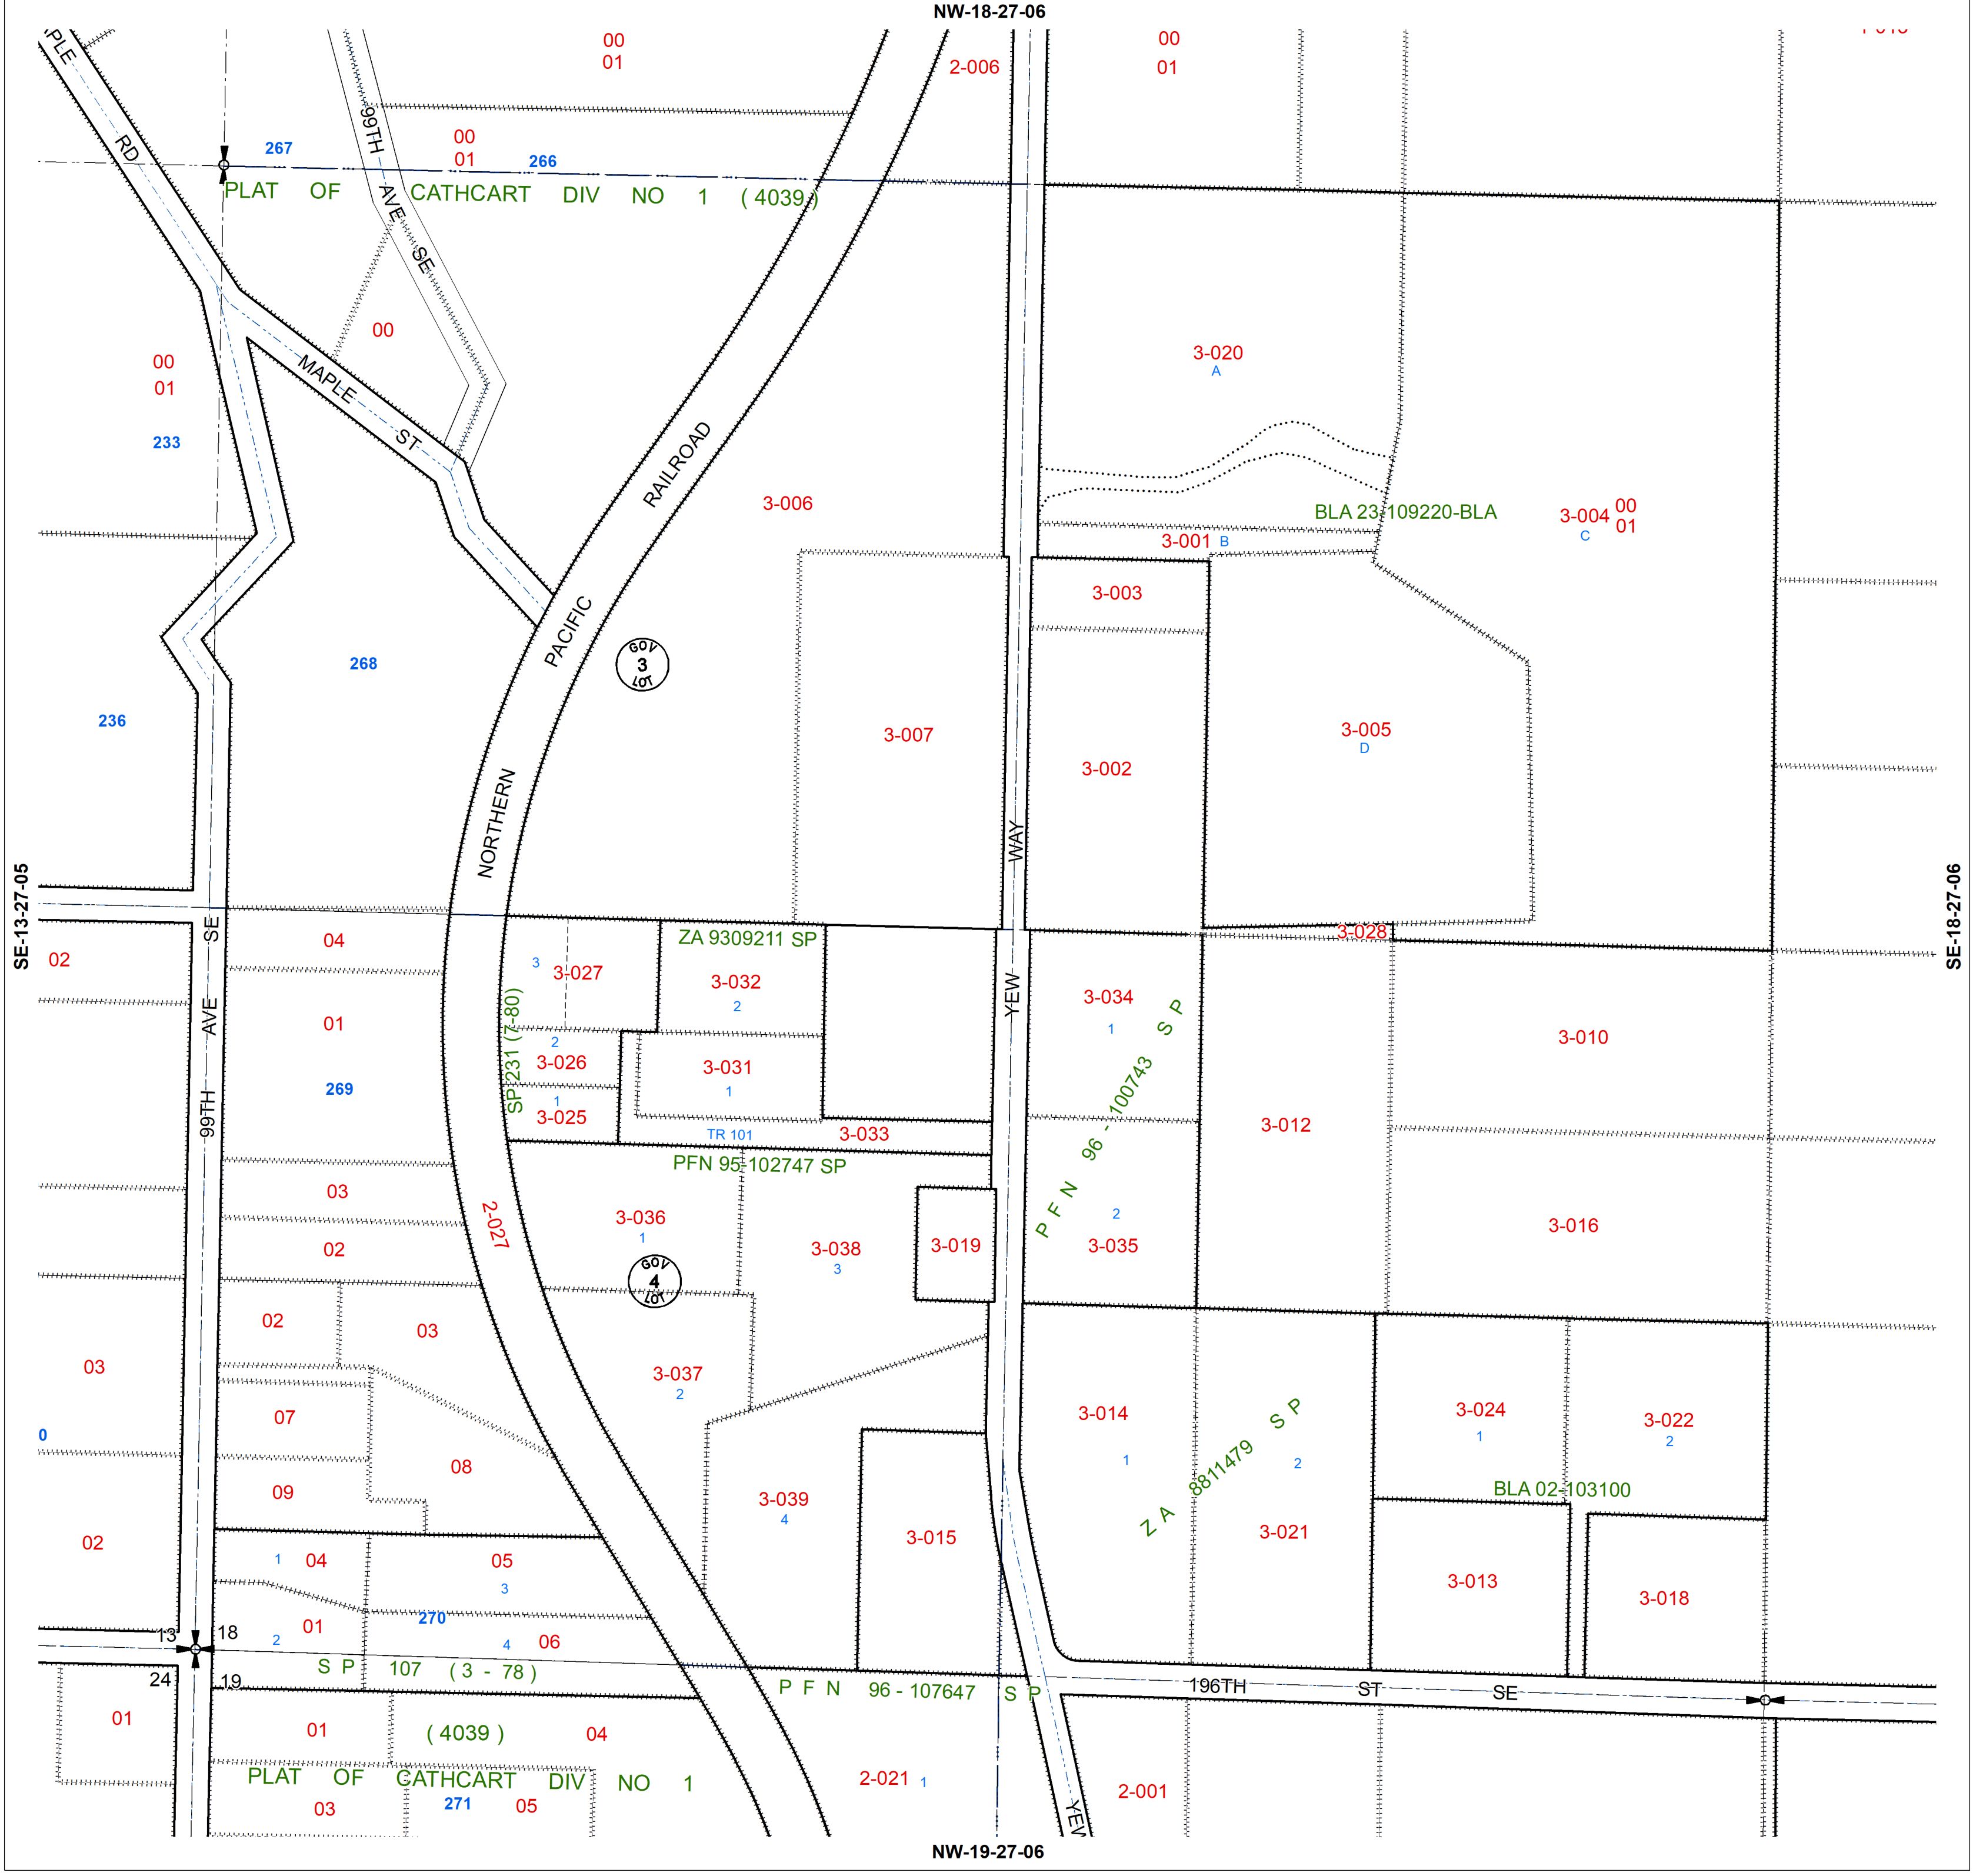 NW-18-27-06
PLE RD
99TH AVE SE
00
01
2-006
00
01
00
01
267
266
PLAT OF CATHCART DIV NO 1 ( 4039 )
00
00
01
233
MAPLE ST
3-020
A
RAILROAD
3-006
BLA 23-109220-BLA
3-004
00
01
C
3-001 B
3-003
PACIFIC
GOV
3
LOT
268
236
3-007
3-002
3-005
D
NORTHERN
WAY
SE-13-27-05
SE-18-27-06
02
99TH AVE SE
04
ZA 9309211 SP
3-028
3
3-027
3-032
2
YEW
3-034
1
01
SP 231 (7-80)
2
3-026
3-031
1
3-010
269
1
3-025
TR 101
3-033
PFN 96 - 100743 SP
3-012
PFN 95-102747 SP
03
2-027
3-036
1
3-038
3
3-019
2
3-035
3-016
02
GOV
4
LOT
02
03
03
3-037
2
07
3-014
1
ZA 8811479 SP
2
3-024
1
3-022
2
0
08
09
3-039
4
BLA 02-103100
02
3-015
3-021
1
04
05
3
3-013
3-018
01
2
270
4
06
13
18
24
19
SP 107 ( 3 - 78 )
PFN 96 - 107647 SP
196TH ST SE
01
01
( 4039 )
04
PLAT OF CATHCART DIV NO 1
03
271
05
2-021 1
2-001
YEW
NW-19-27-06